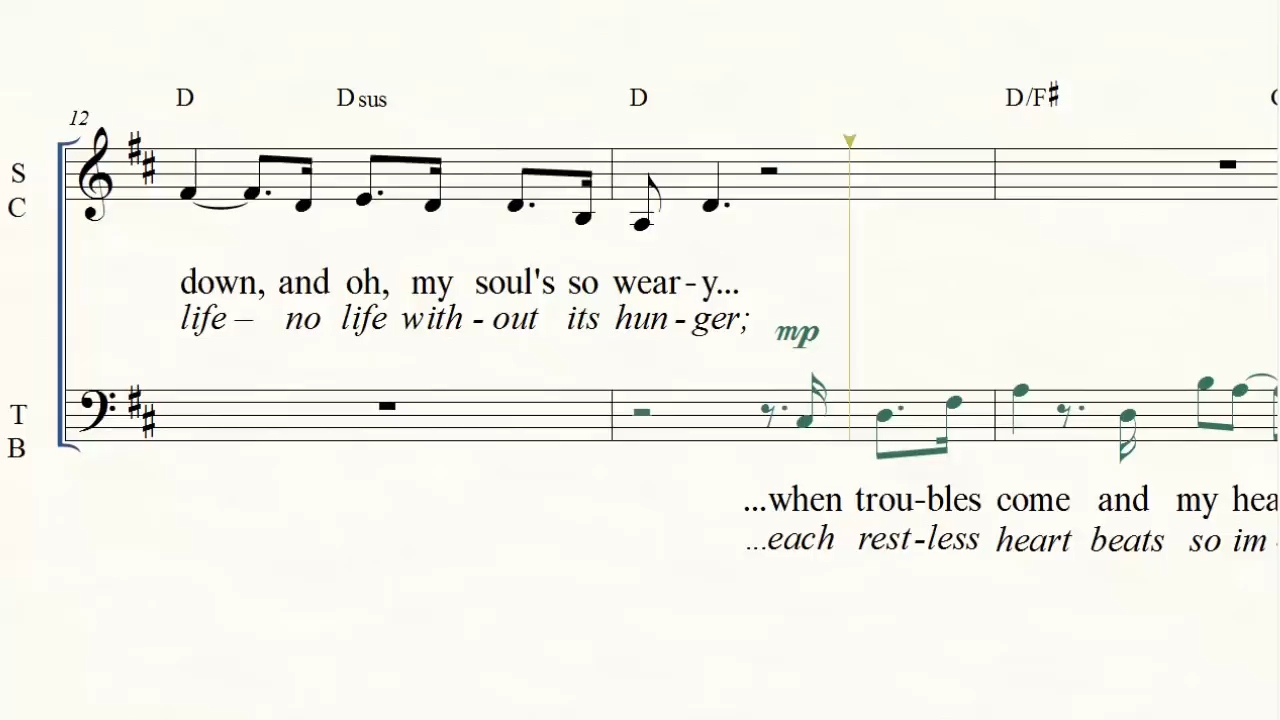 D Dsus D D/F♯
12
S
C
down, and oh, my soul's so wear-y...
life – no life with-out its hun-ger;
mp
T
B
...when trou-bles come and my hea
...each rest-less heart beats so im-